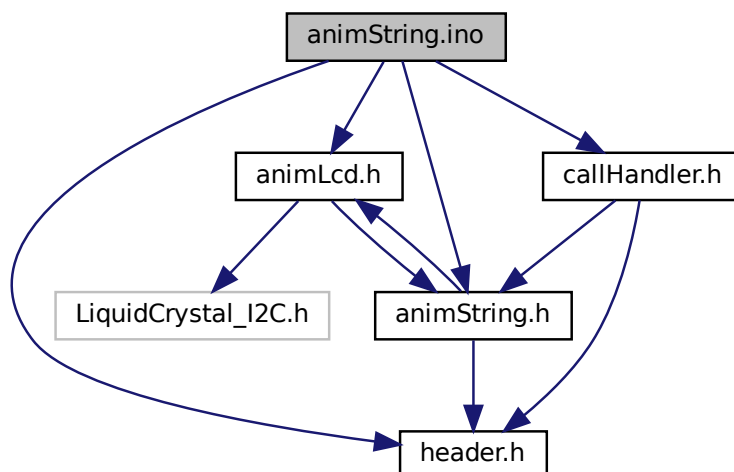 animString.ino
animLcd.h
callHandler.h
LiquidCrystal_I2C.h
animString.h
header.h